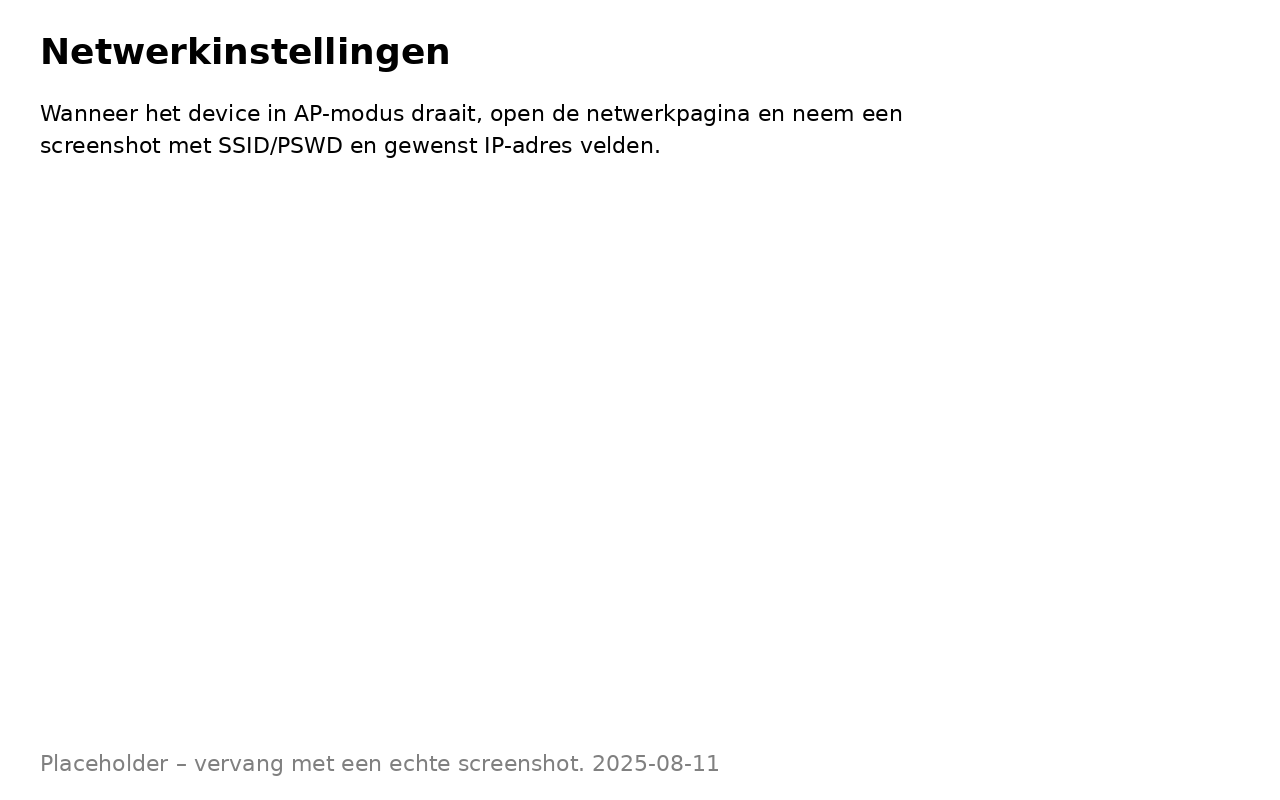 Netwerkinstellingen
Wanneer het device in AP-modus draait, open de netwerkpagina en neem een
screenshot met SSID/PSWD en gewenst IP-adres velden.
Placeholder – vervang met een echte screenshot. 2025-08-11